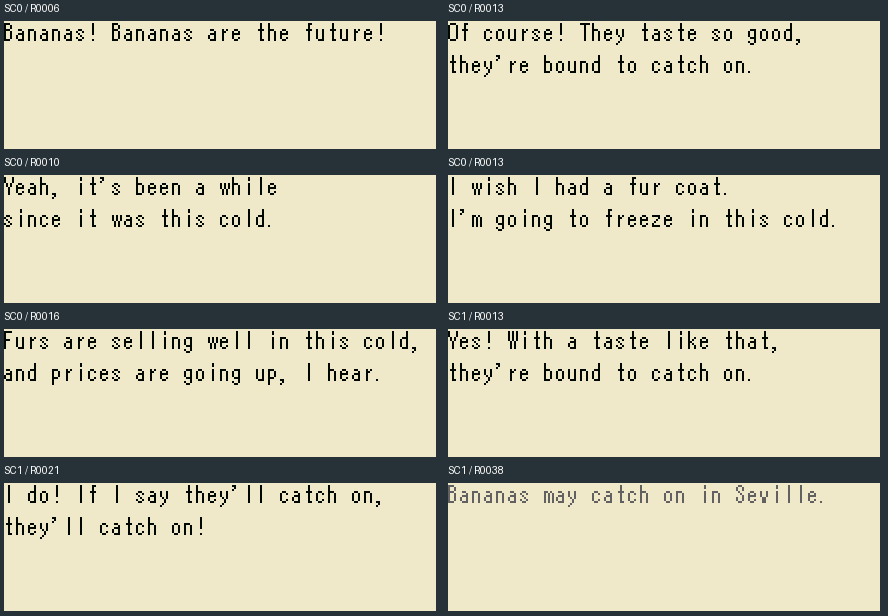 SC0 / R0006
Bananas! Bananas are the future!
SC0 / R0013
Of course! They taste so good,
they're bound to catch on.
SC0 / R0010
Yeah, it's been a while
since it was this cold.
SC0 / R0013
I wish I had a fur coat.
I'm going to freeze in this cold.
SC0 / R0016
Furs are selling well in this cold,
and prices are going up, I hear.
SC1 / R0013
Yes! With a taste like that,
they're bound to catch on.
SC1 / R0021
I do! If I say they'll catch on,
they'll catch on!
SC1 / R0038
Bananas may catch on in Seville.